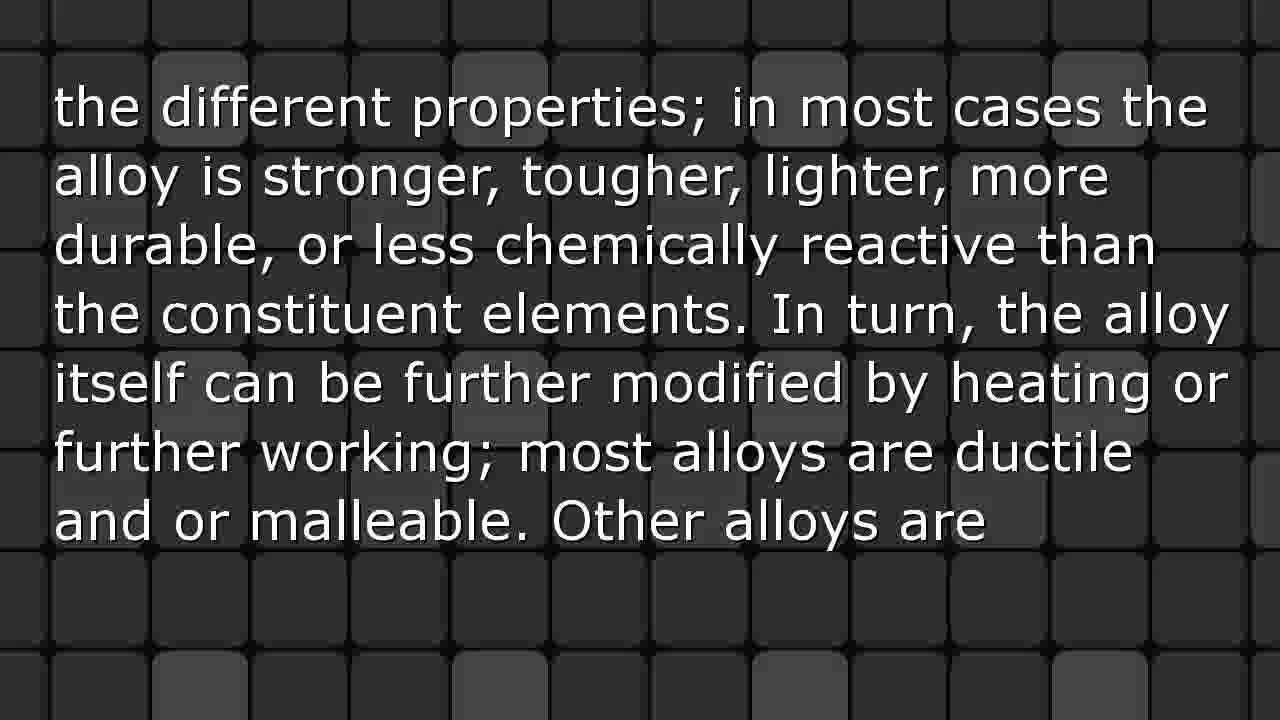 the different properties; in most cases the
alloy is stronger, tougher, lighter, more
durable, or less chemically reactive than
the constituent elements. In turn, the alloy
itself can be further modified by heating or
further working; most alloys are ductile
and or malleable. Other alloys are